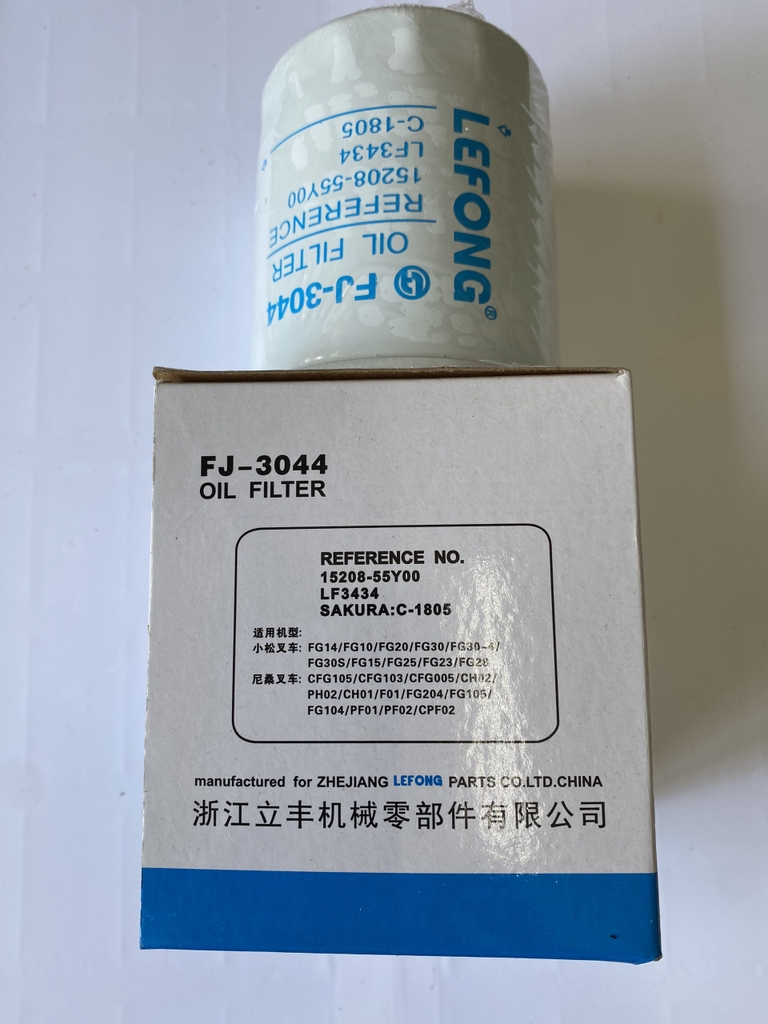 LEFONG®
FJ-3044
OIL FILTER
REFERENCE
15208-55Y00
LF3434
C-1805
FJ-3044
OIL FILTER
REFERENCE NO.
15208-55Y00
LF3434
SAKURA:C-1805
适用机型:
小松叉车: FG14/FG10/FG20/FG30/FG30-4/
FG30S/FG15/FG25/FG23/FG28
尼桑叉车: CFG105/CFG103/CFG005/CH02/
PH02/CH01/F01/FG204/FG105/
FG104/PF01/PF02/CPF02
manufactured for ZHEJIANG LEFONG PARTS CO.LTD.CHINA
浙江立丰机械零部件有限公司